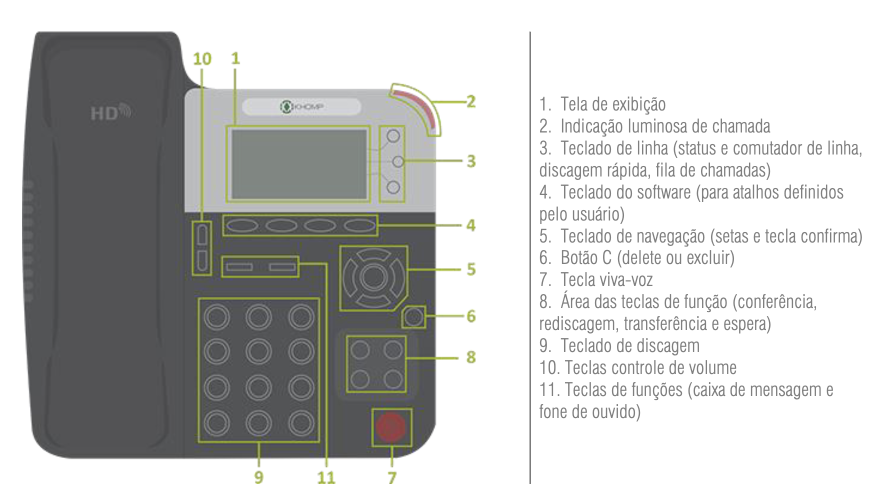 10
1
2
HD
KHOMP
3
4
5
6
8
9
11
7
1. Tela de exibição
2. Indicação luminosa de chamada
3. Teclado de linha (status e comutador de linha,
discagem rápida, fila de chamadas)
4. Teclado do software (para atalhos definidos
pelo usuário)
5. Teclado de navegação (setas e tecla confirma)
6. Botão C (delete ou excluir)
7. Tecla viva-voz
8. Área das teclas de função (conferência,
rediscagem, transferência e espera)
9. Teclado de discagem
10. Teclas controle de volume
11. Teclas de funções (caixa de mensagem e
fone de ouvido)